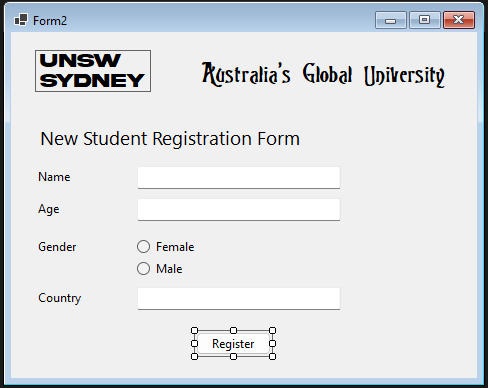 Form2
UNSW
SYDNEY
Australia's Global University
New Student Registration Form
Name
Age
Gender
Female
Male
Country
Register